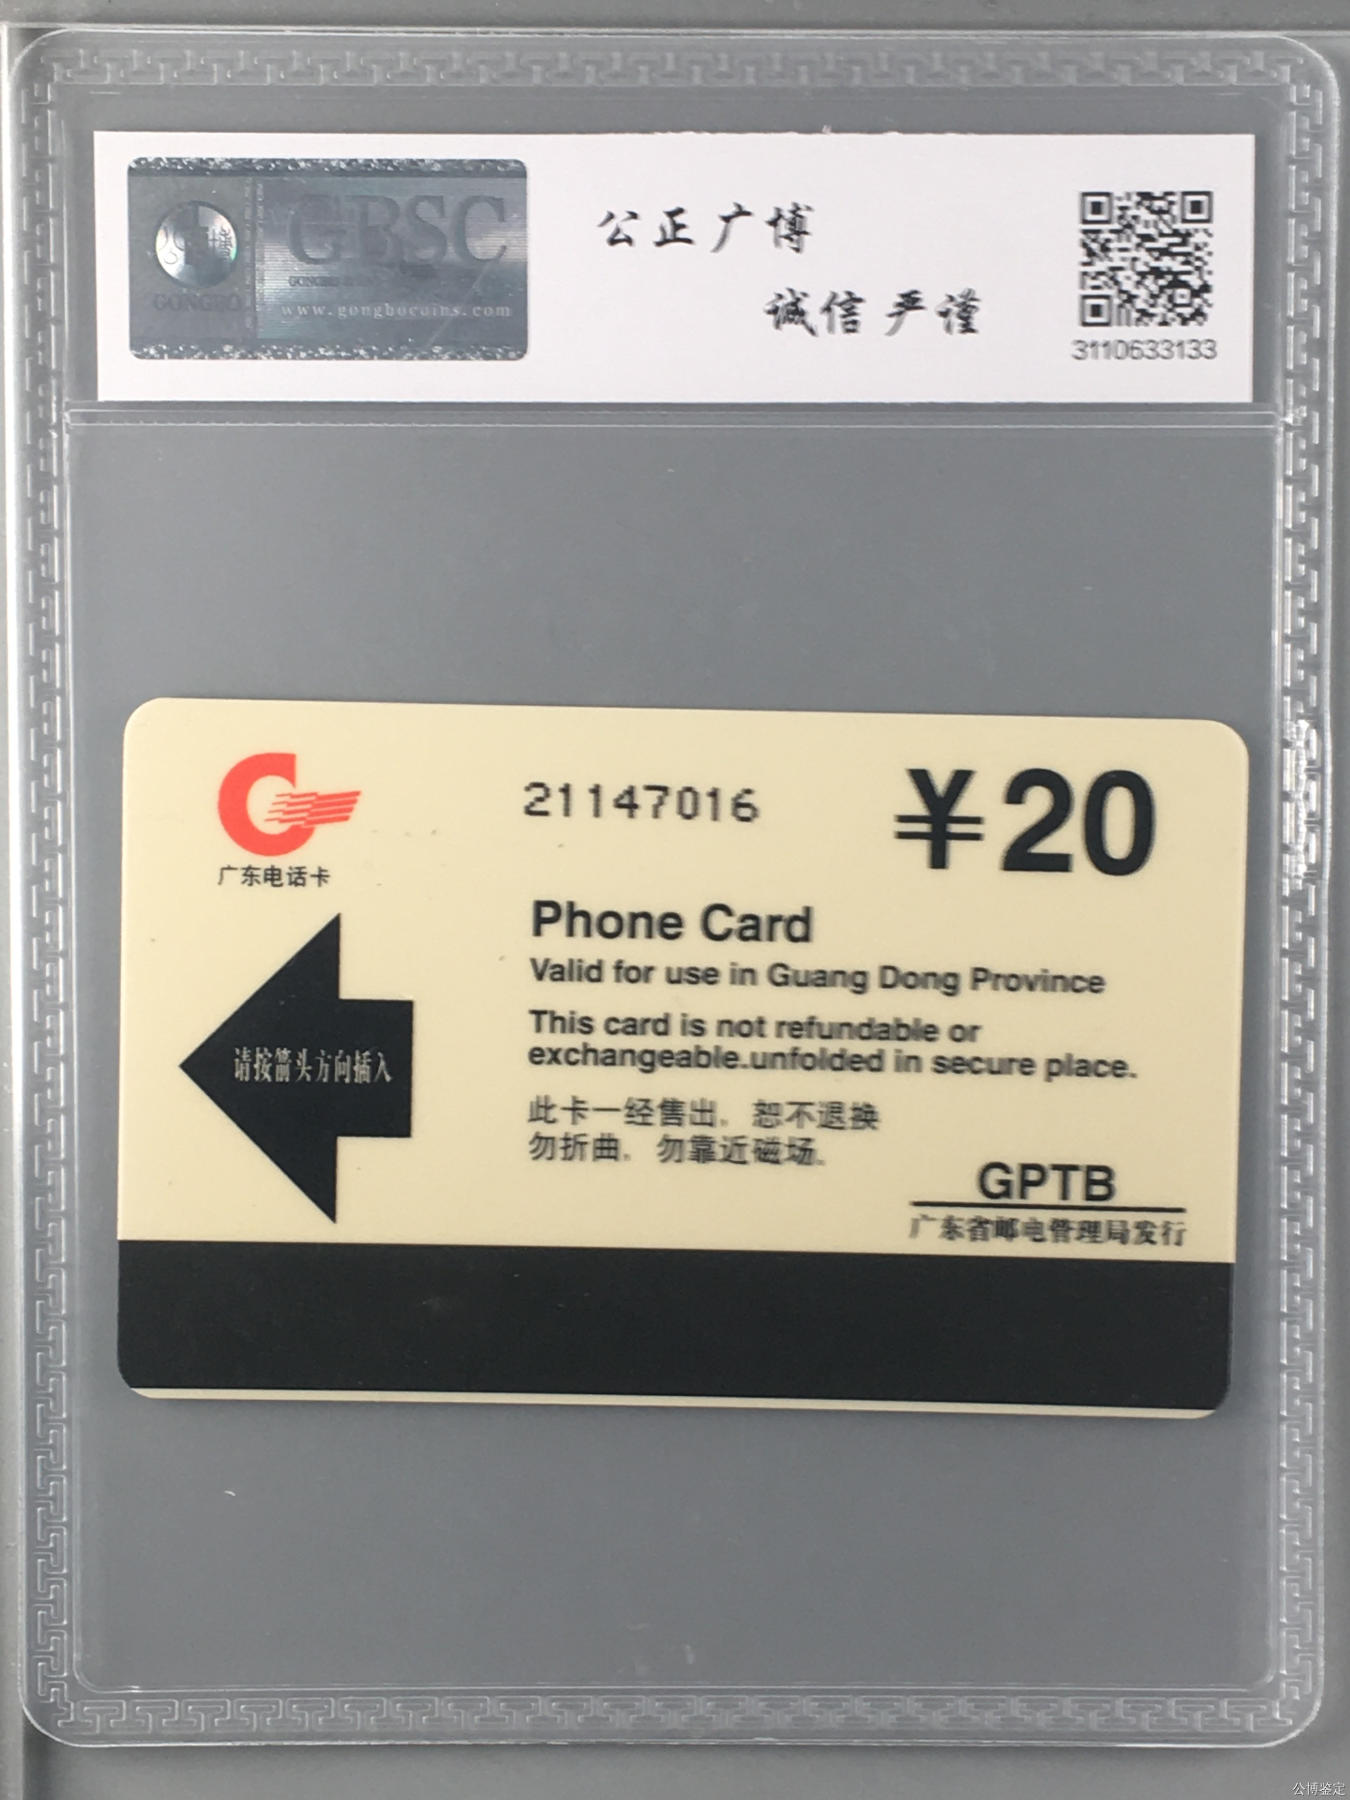 GBSC
GONGBO
www.gongbocoins.com
公正广博
诚信严谨
3110633133
广东电话卡
21147016
¥20
Phone Card
Valid for use in Guang Dong Province
This card is not refundable or
exchangeable.unfolded in secure place.
请按箭头方向插入
此卡一经售出，恕不退换
勿折曲，勿靠近磁场。
GPTB
广东省邮电管理局发行
公博鉴定